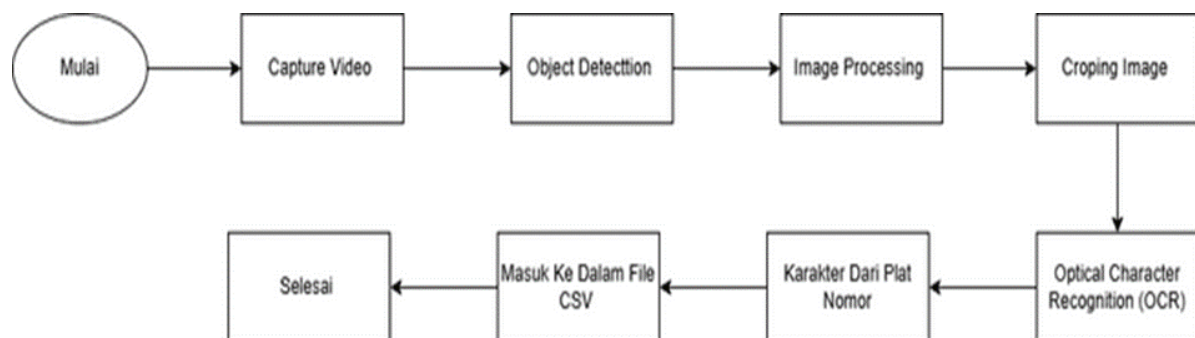 Mulai
Capture Video
Object Detecttion
Image Processing
Croping Image
Optical Character
Recognition (OCR)
Karakter Dari Plat
Nomor
Masuk Ke Dalam File
CSV
Selesai